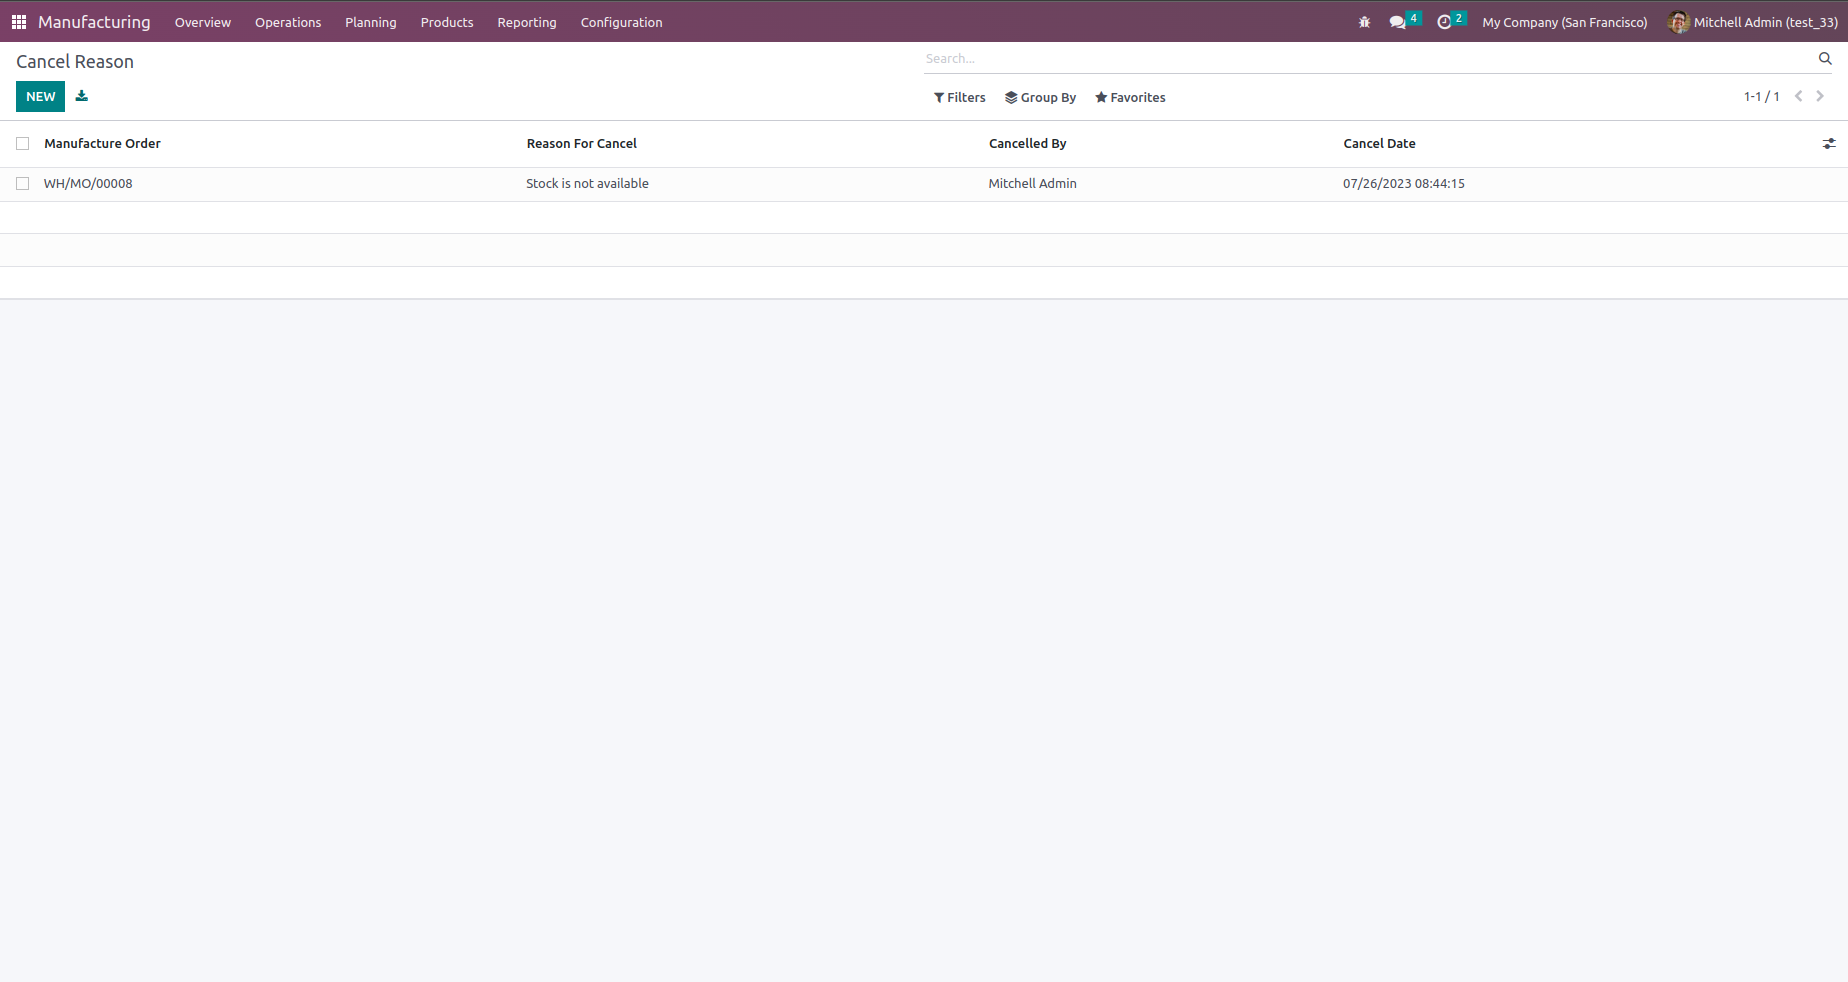 Manufacturing Overview Operations Planning Products Reporting Configuration 4 2 My Company (San Francisco) Mitchell Admin (test_33)
Cancel Reason Search...
NEW Filters Group By Favorites 1-1 / 1
Manufacture Order Reason For Cancel Cancelled By Cancel Date
WH/MO/00008 Stock is not available Mitchell Admin 07/26/2023 08:44:15